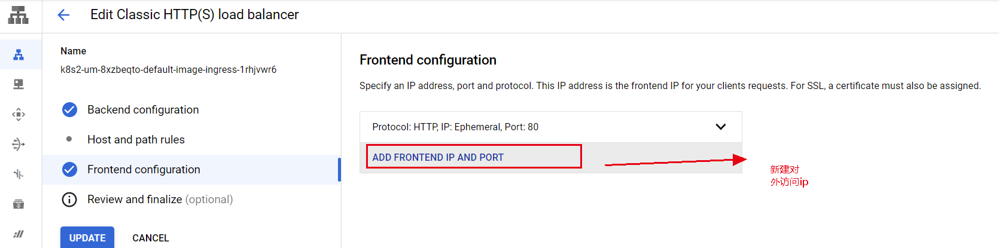 Edit Classic HTTP(S) load balancer
Name
k8s2-um-8xzbeqto-default-image-ingress-1rhjvwr6
Backend configuration
Host and path rules
Frontend configuration
Review and finalize (optional)
UPDATE CANCEL
Frontend configuration
Specify an IP address, port and protocol. This IP address is the frontend IP for your clients requests. For SSL, a certificate must also be assigned.
Protocol: HTTP, IP: Ephemeral, Port: 80
ADD FRONTEND IP AND PORT
新建对
外访问ip